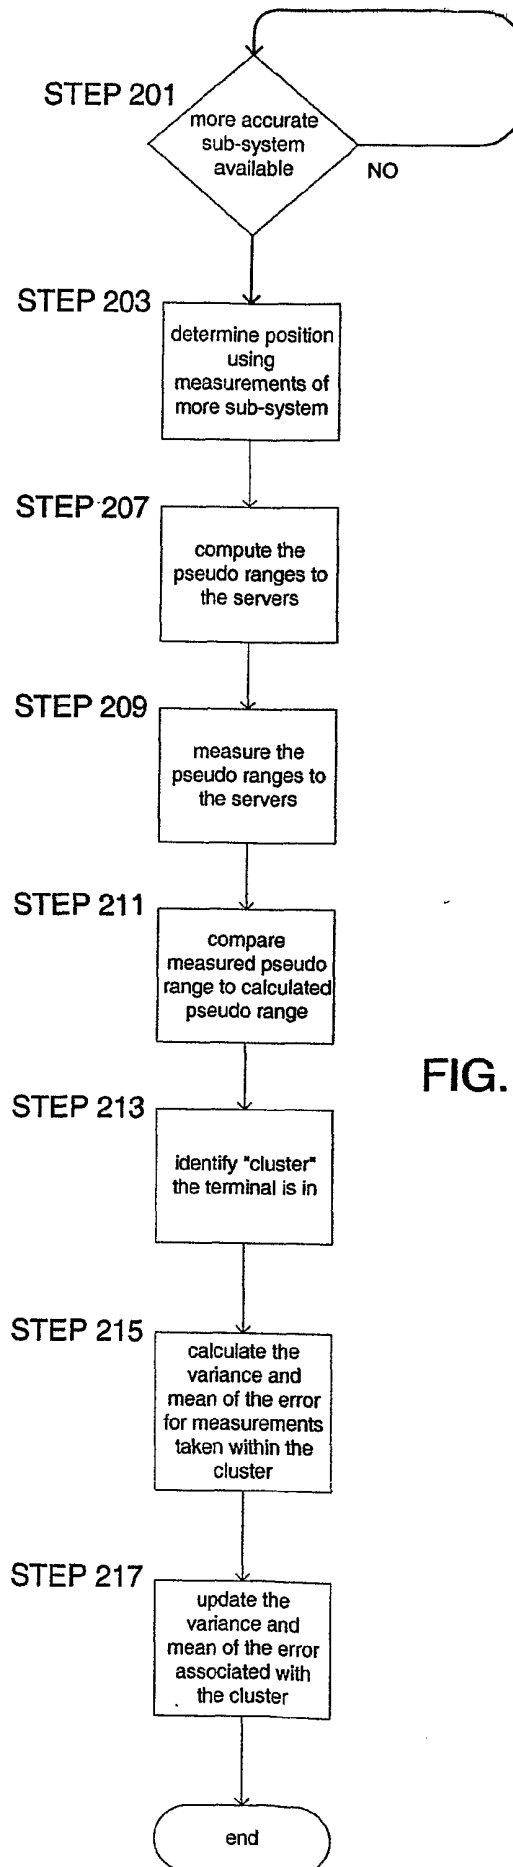 STEP 201
more accurate
sub-system
available
NO
STEP 203
determine position
using
measurements of
more sub-system
STEP 207
compute the
pseudo ranges to
the servers
STEP 209
measure the
pseudo ranges to
the servers
STEP 211
compare
measured pseudo
range to calculated
pseudo range
FIG.
STEP 213
identify "cluster"
the terminal is in
STEP 215
calculate the
variance and
mean of the error
for measurements
taken within the
cluster
STEP 217
update the
variance and
mean of the error
associated with
the cluster
end